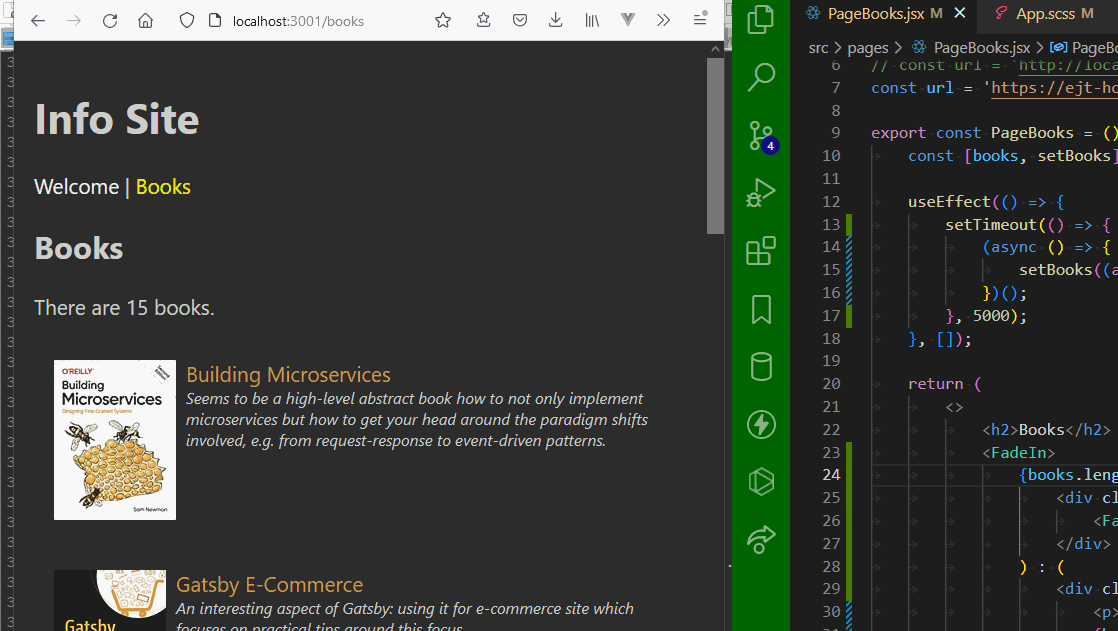 localhost:3001/books
Info Site
Welcome | Books
Books
There are 15 books.
O'REILLY
Building
Microservices
Designing Fine-Grained Systems
Sam Newman
Building Microservices
Seems to be a high-level abstract book how to not only implement
microservices but how to get your head around the paradigm shifts
involved, e.g. from request-response to event-driven patterns.
Gatsby
Gatsby E-Commerce
An interesting aspect of Gatsby: using it for e-commerce site which
focuses on practical tips around this focus.
4
PageBooks.jsx M
App.scss M
src > pages > PageBooks.jsx > PageBo
6 // const url = 'http://loca
7 const url = 'https://ejt-ho
8
9 export const PageBooks = ()
10 const [books, setBooks]
11
12 useEffect(() => {
13 setTimeout(() => {
14 (async () => {
15 setBooks((a
16 })();
17 }, 5000);
18 }, []);
19
20 return (
21 <>
22 <h2>Books</h2>
23 <FadeIn>
24 {books.leng
25 <div cl
26 <Fa
27 </div>
28 ) : (
29 <div cl
30 <p>